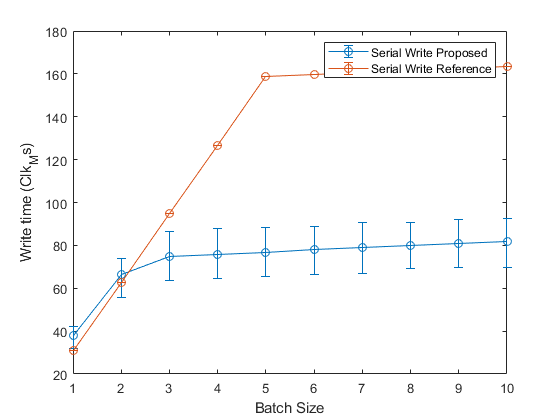 180
160
140
120
100
80
60
40
20
Write time (Clk_Ms)
Serial Write Proposed
Serial Write Reference
1 2 3 4 5 6 7 8 9 10
Batch Size